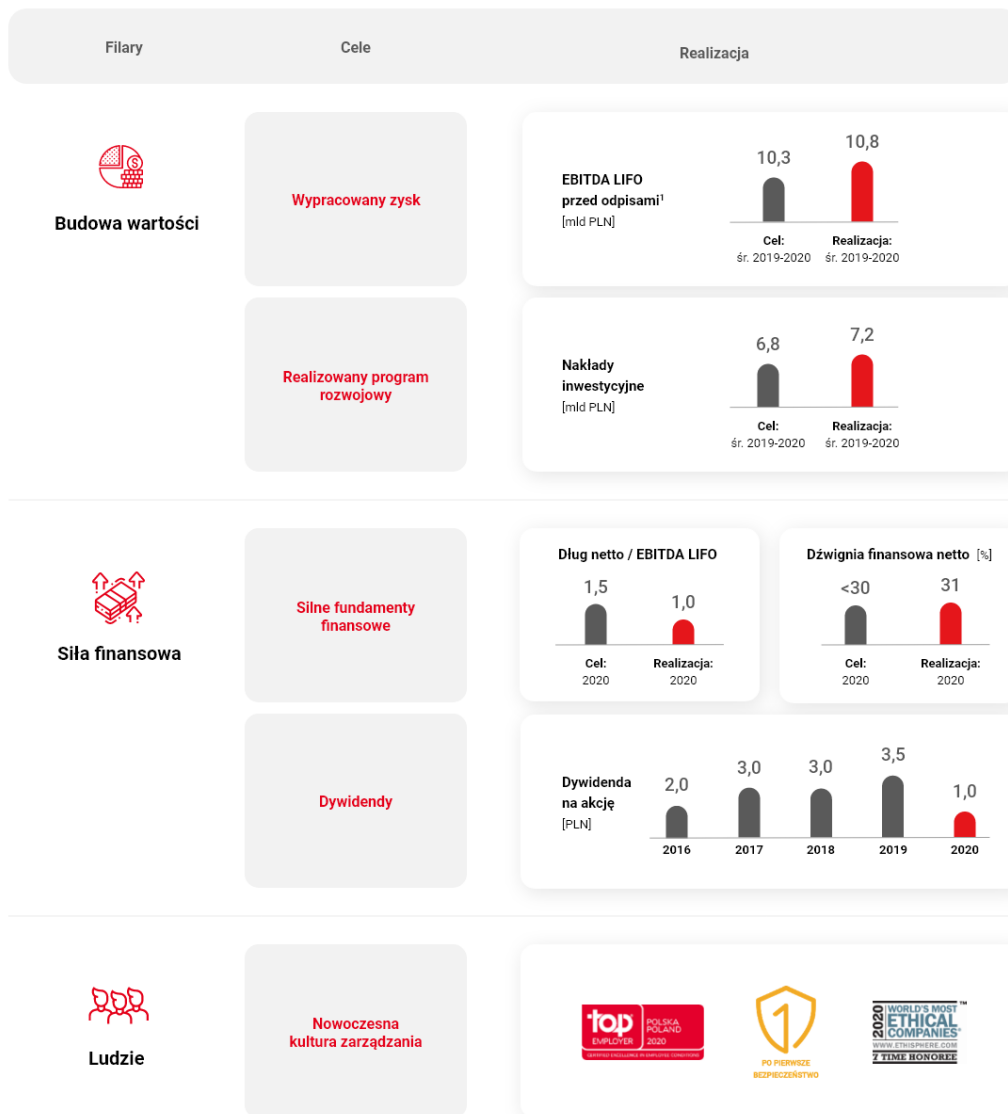 Filary
Cele
Realizacja
Budowa wartości
Wypracowany zysk
EBITDA LIFO
przed odpisami¹
[mld PLN]
10,3
10,8
Cel:
śr. 2019-2020
Realizacja:
śr. 2019-2020
Realizowany program
rozwojowy
Nakłady
inwestycyjne
[mld PLN]
6,8
7,2
Cel:
śr. 2019-2020
Realizacja:
śr. 2019-2020
Siła finansowa
Silne fundamenty
finansowe
Dług netto / EBITDA LIFO
1,5
1,0
Cel:
2020
Realizacja:
2020
Dźwignia finansowa netto [%]
<30
31
Cel:
2020
Realizacja:
2020
Dywidendy
Dywidenda
na akcję
[PLN]
2,0
3,0
3,0
3,5
1,0
2016
2017
2018
2019
2020
Ludzie
Nowoczesna
kultura zarządzania
top
EMPLOYER
POLSKA
POLAND
2020
CERTIFIED EXCELLENCE IN EMPLOYEE CONDITIONS
1
PO PIERWSZE
BEZPIECZEŃSTWO
2020
WORLD'S MOST
ETHICAL
COMPANIES
™
WWW.ETHISPHERE.COM
7 TIME HONOREE